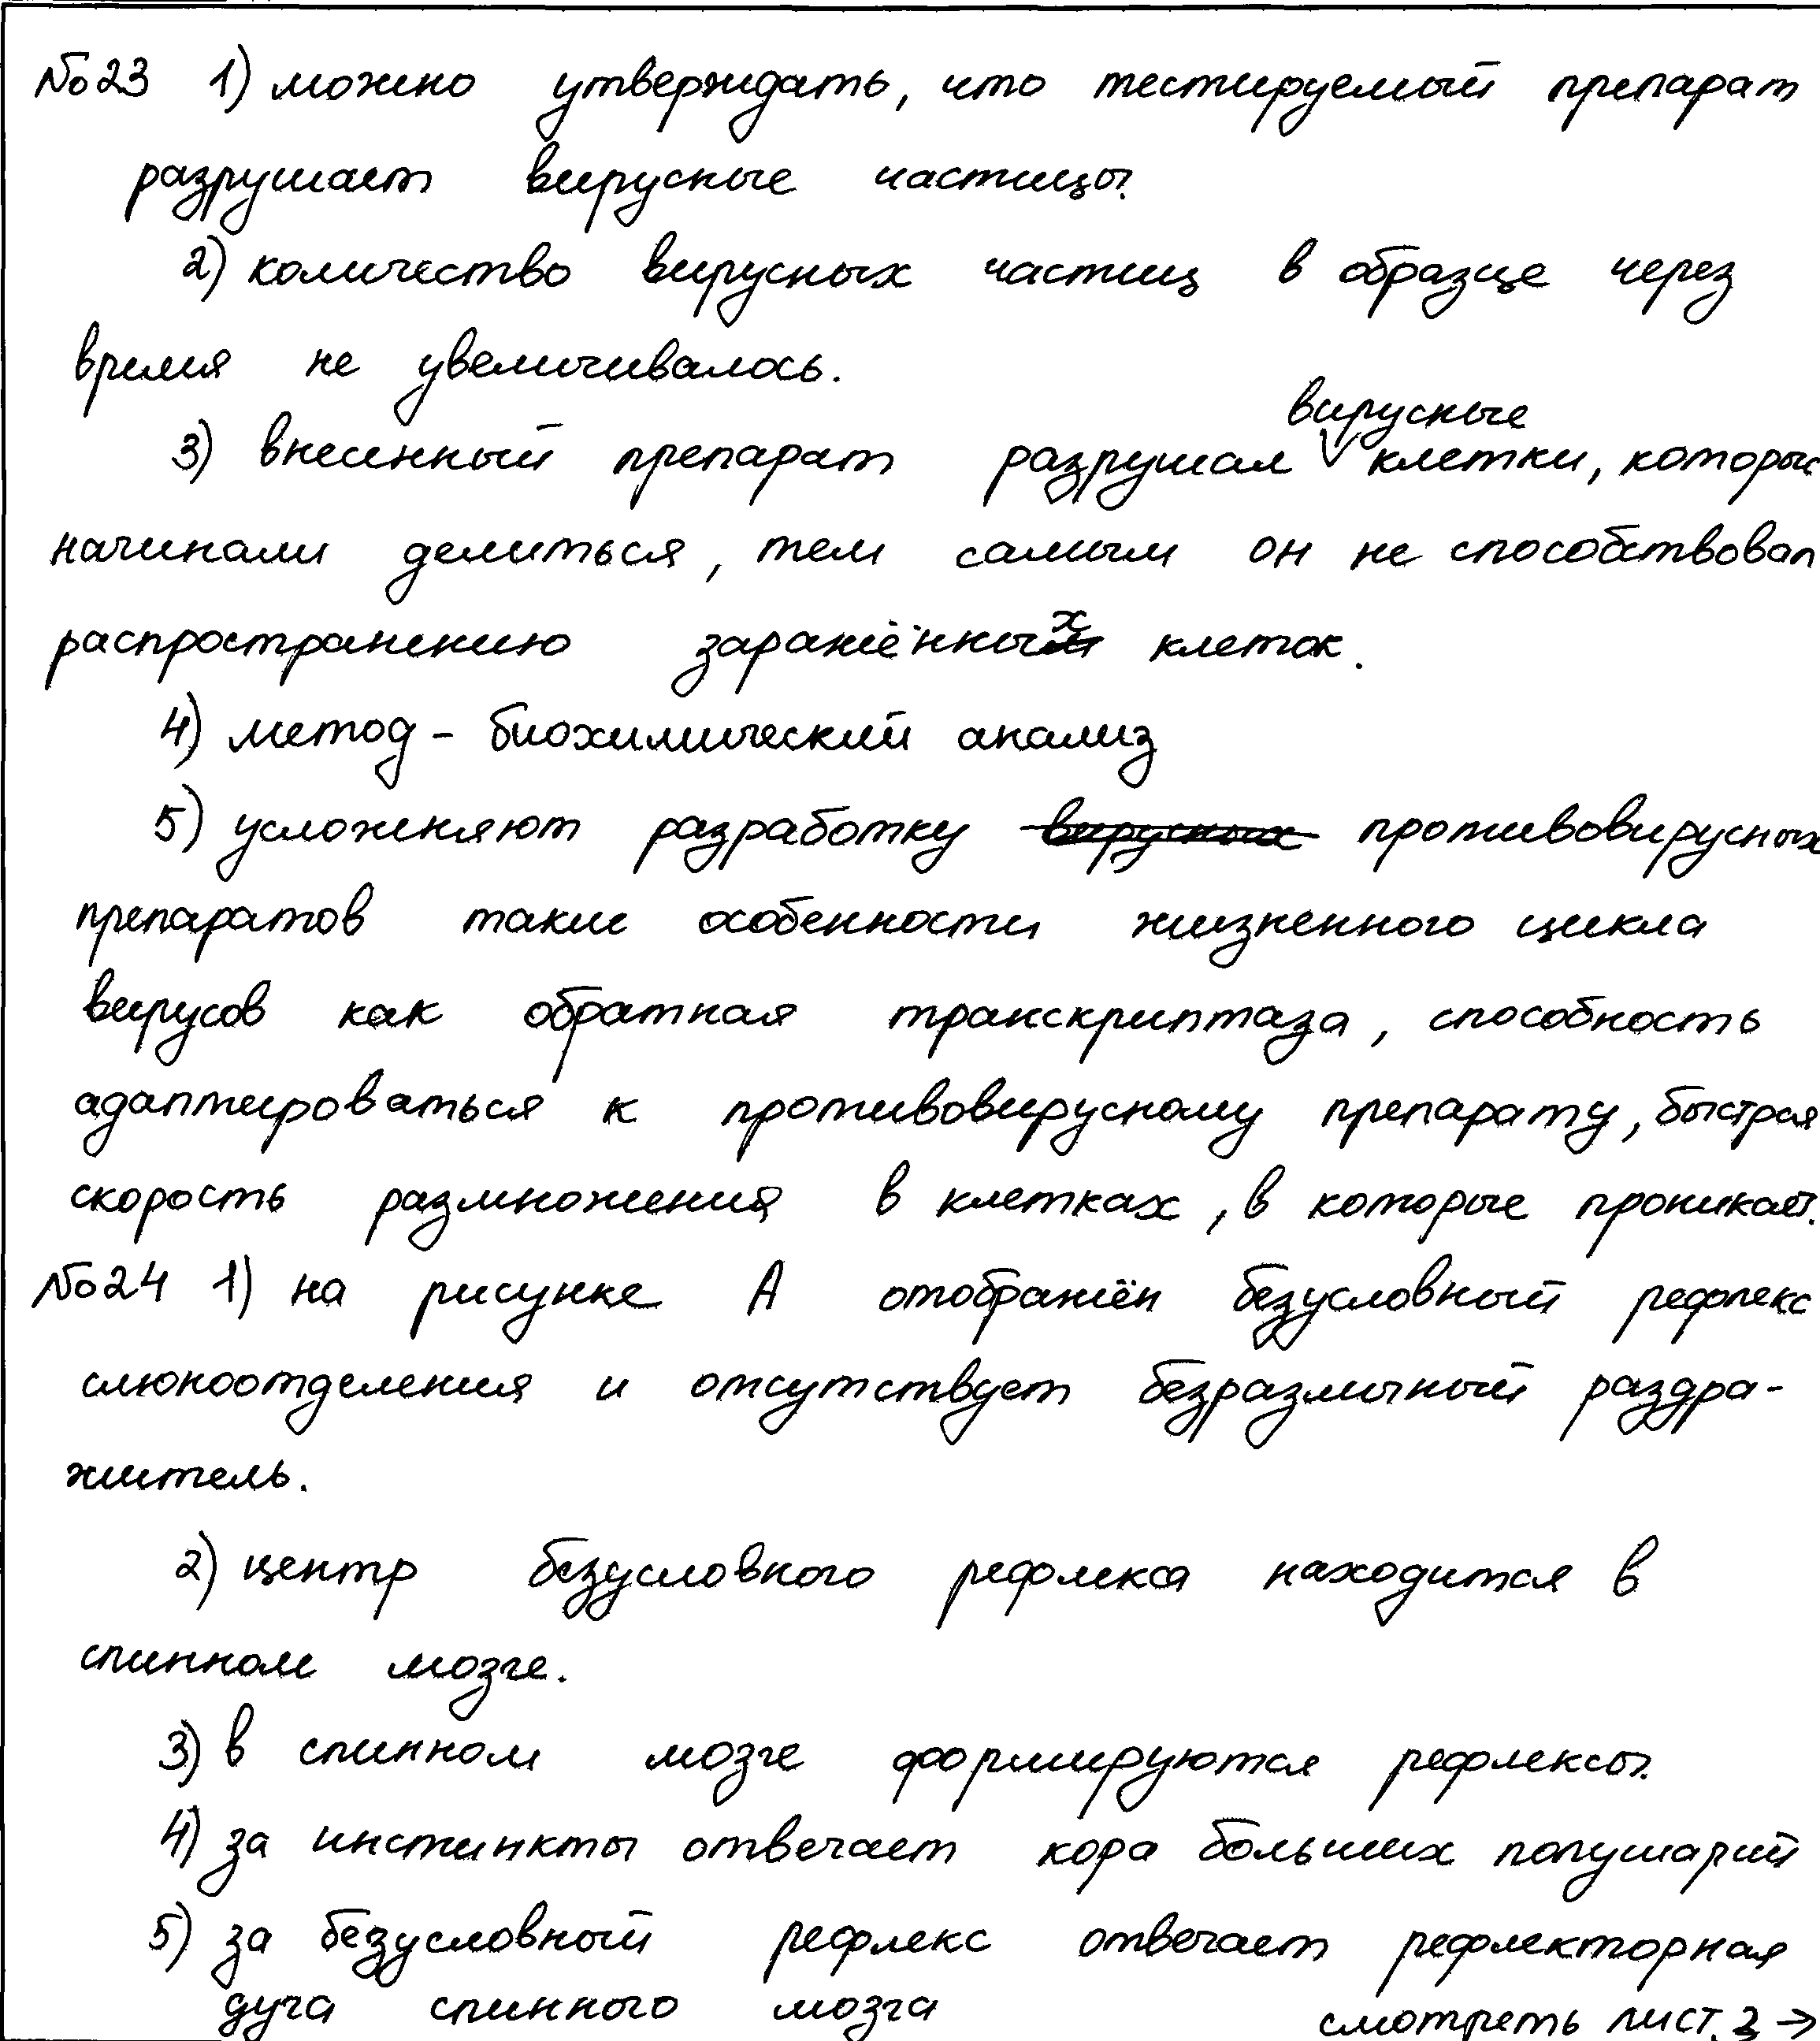 №23 1) можно утверждать, что тестируемый препарат
разрушает вирусные частицы.
2) количество вирусных частиц в образце через
время не увеличивалось.
вирусные
3) внесенный препарат разрушал клетки, которые
начинали делиться, тем самым он не способствовал
распространению заражённых клеток.
4) метод - биохимический анализ
5) усложняют разработку вирусных противовирусных
препаратов такие особенности жизненного цикла
вирусов как обратная транскриптаза, способность
адаптироваться к противовирусному препарату, быстрая
скорость размножения в клетках, в которые проникает.
№24 1) на рисунке А отображён безусловный рефлекс
слюноотделения и отсутствует безразличный раздра-
житель.
2) центр безусловного рефлекса находится в
спинном мозге.
3) в спинном мозге формируются рефлексы.
4) за инстинкты отвечает кора больших полушарий
5) за безусловный рефлекс отвечает рефлекторная
дуга спинного мозга
смотреть лист 2 →